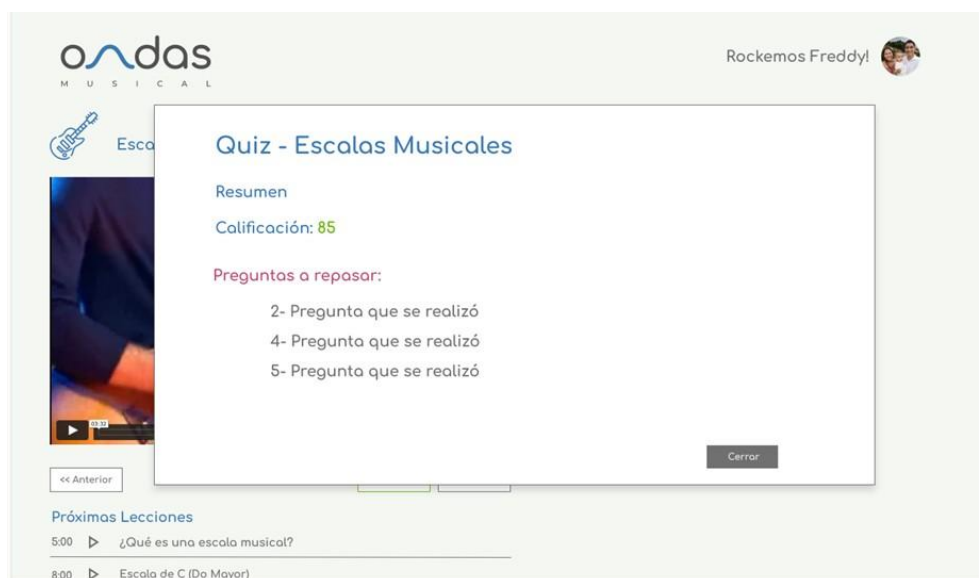 ondas
MUSICAL
Rockemos Freddy!
Esca
Quiz - Escalas Musicales
Resumen
Calificación: 85
Preguntas a repasar:
2- Pregunta que se realizó
4- Pregunta que se realizó
5- Pregunta que se realizó
03:32
Cerrar
<< Anterior
Próximas Lecciones
5:00 ¿Qué es una escala musical?
8:00 Escala de C (Do Mayor)